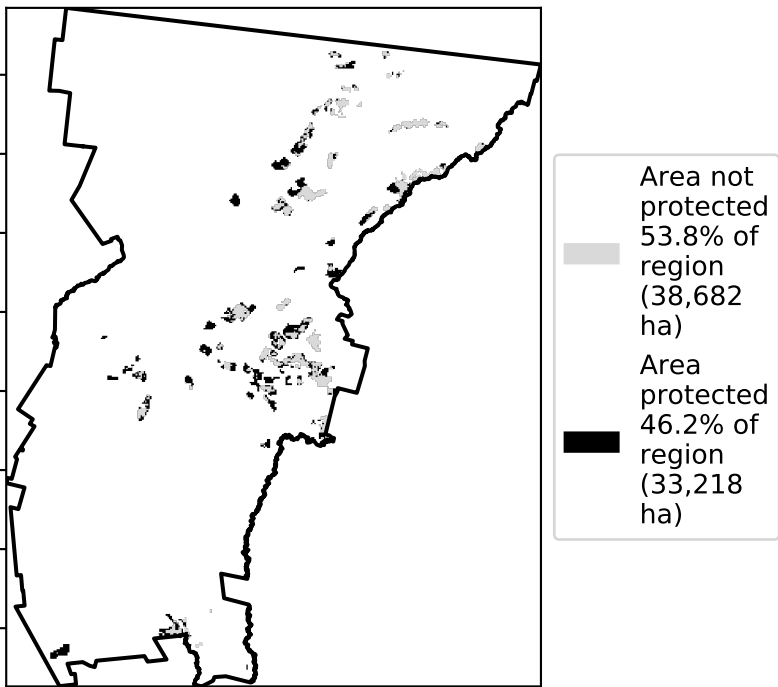 Area not
protected
53.8% of
region
(38,682
ha)
Area
protected
46.2% of
region
(33,218
ha)